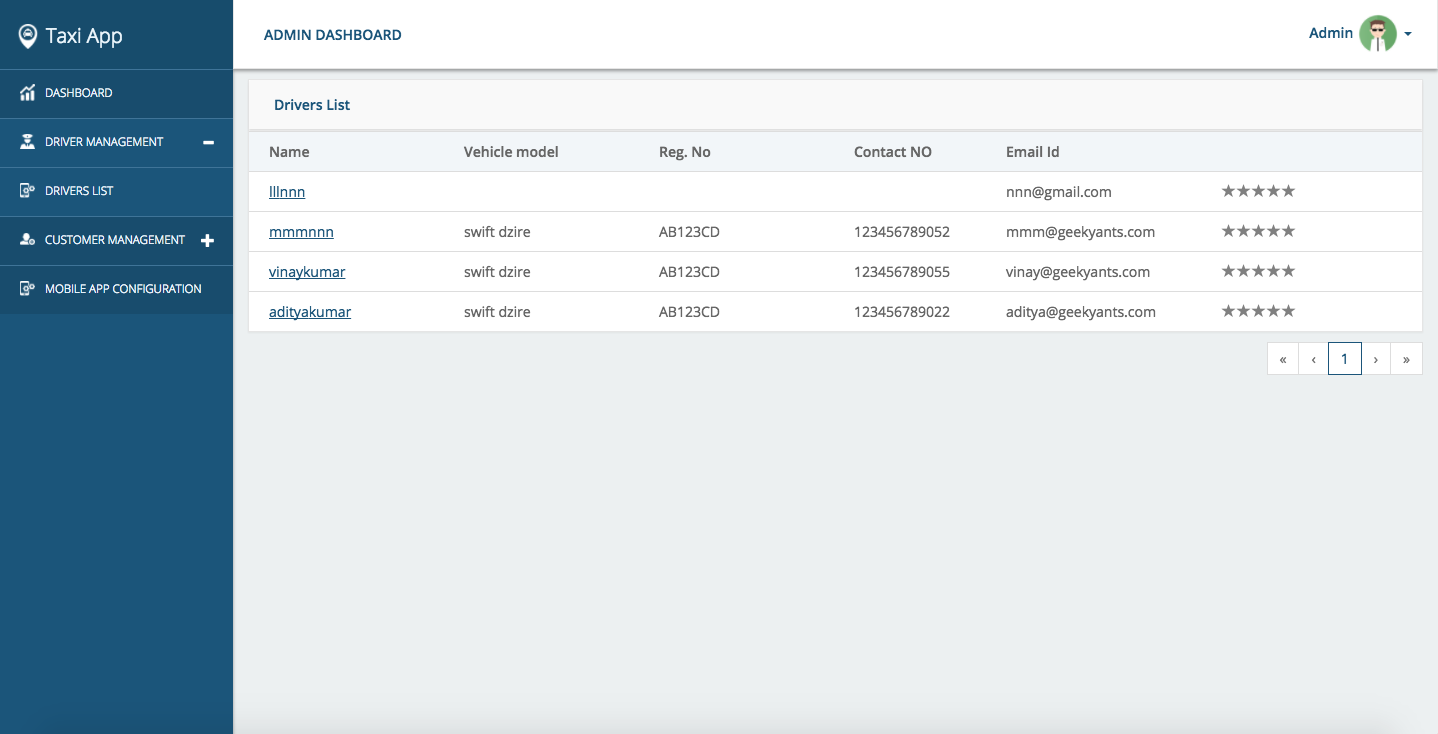 Taxi App
ADMIN DASHBOARD
Admin
DASHBOARD
DRIVER MANAGEMENT
DRIVERS LIST
CUSTOMER MANAGEMENT
MOBILE APP CONFIGURATION
Drivers List
Name Vehicle model Reg. No Contact NO Email Id
lllnnn nnn@gmail.com ★★★★★
mmmnnn swift dzire AB123CD 123456789052 mmm@geekyants.com ★★★★★
vinaykumar swift dzire AB123CD 123456789055 vinay@geekyants.com ★★★★★
adityakumar swift dzire AB123CD 123456789022 aditya@geekyants.com ★★★★★
« ‹ 1 › »